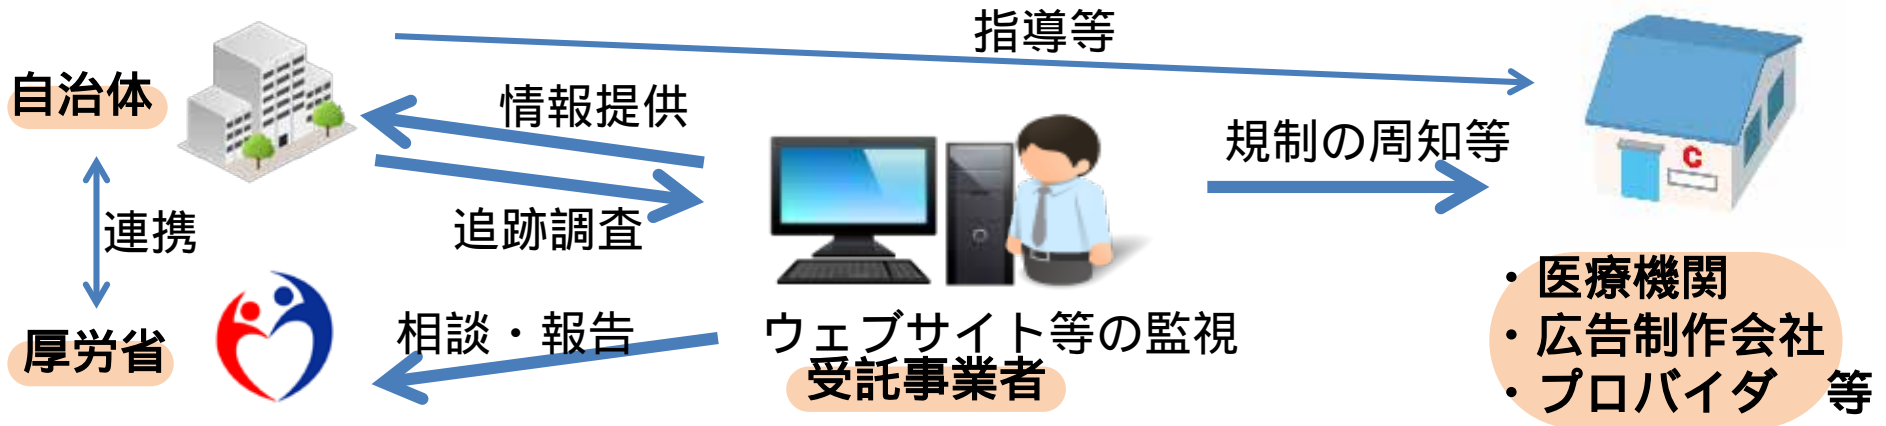 指導等
自治体
情報提供
規制の周知等
C
追跡調査
連携
相談・報告
厚労省
ウェブサイト等の監視
受託事業者
・医療機関
・広告制作会社
・プロバイダ 等